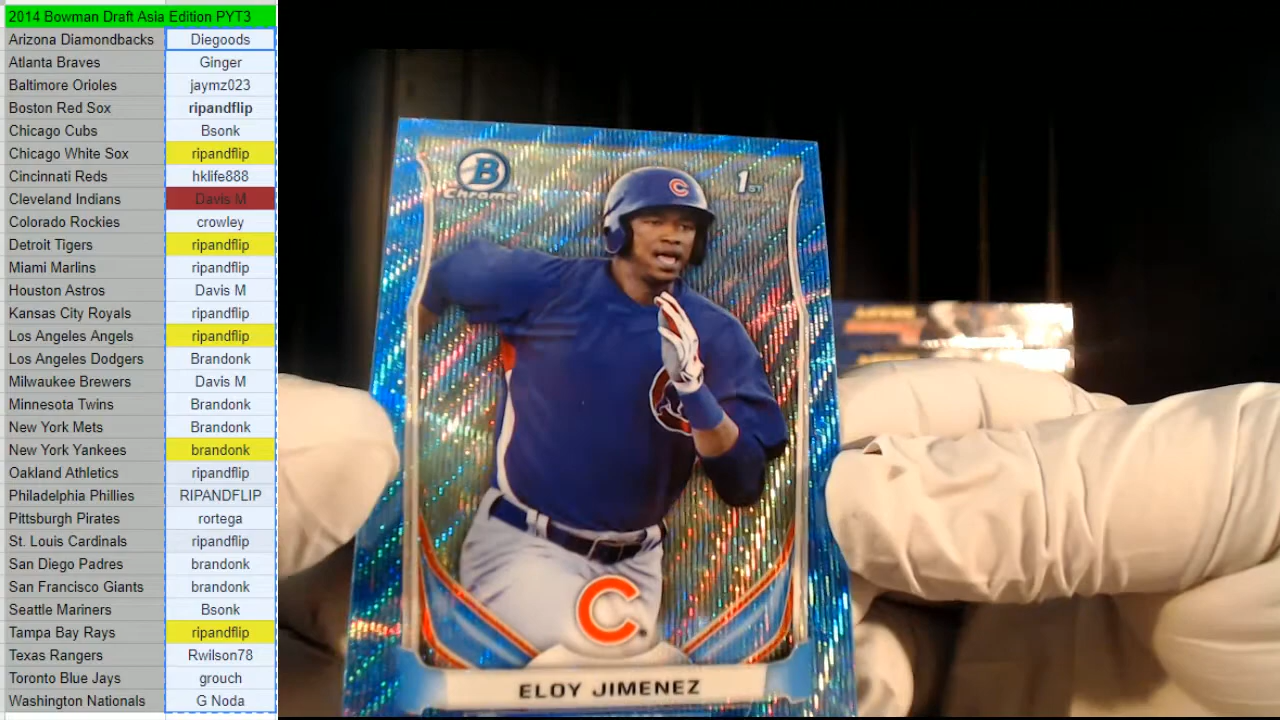 2014 Bowman Draft Asia Edition PYT3
Arizona Diamondbacks Diegoods
Atlanta Braves Ginger
Baltimore Orioles jaymz023
Boston Red Sox ripandflip
Chicago Cubs Bsonk
Chicago White Sox ripandflip
Cincinnati Reds hklife888
Cleveland Indians Davis M
Colorado Rockies crowley
Detroit Tigers ripandflip
Miami Marlins ripandflip
Houston Astros Davis M
Kansas City Royals ripandflip
Los Angeles Angels ripandflip
Los Angeles Dodgers Brandonk
Milwaukee Brewers Davis M
Minnesota Twins Brandonk
New York Mets Brandonk
New York Yankees brandonk
Oakland Athletics ripandflip
Philadelphia Phillies RIPANDFLIP
Pittsburgh Pirates rortega
St. Louis Cardinals ripandflip
San Diego Padres brandonk
San Francisco Giants brandonk
Seattle Mariners Bsonk
Tampa Bay Rays ripandflip
Texas Rangers Rwilson78
Toronto Blue Jays grouch
Washington Nationals G Noda
B
Chrome
1ST
C
C
ELOY JIMENEZ